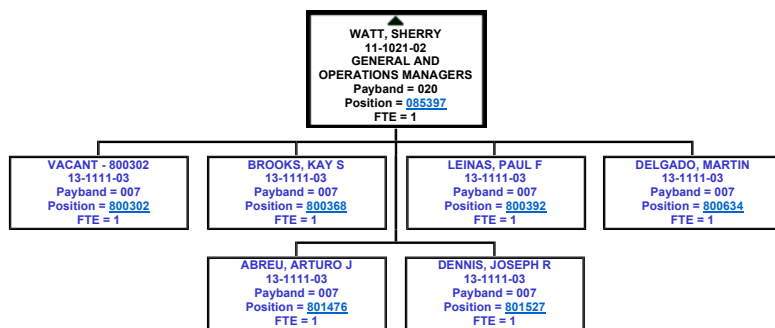 WATT, SHERRY
11-1021-02
GENERAL AND
OPERATIONS MANAGERS
Payband = 020
Position = 085397
FTE = 1
VACANT - 800302
13-1111-03
Payband = 007
Position = 800302
FTE = 1
BROOKS, KAY S
13-1111-03
Payband = 007
Position = 800368
FTE = 1
LEINAS, PAUL F
13-1111-03
Payband = 007
Position = 800392
FTE = 1
DELGADO, MARTIN
13-1111-03
Payband = 007
Position = 800634
FTE = 1
ABREU, ARTURO J
13-1111-03
Payband = 007
Position = 801476
FTE = 1
DENNIS, JOSEPH R
13-1111-03
Payband = 007
Position = 801527
FTE = 1